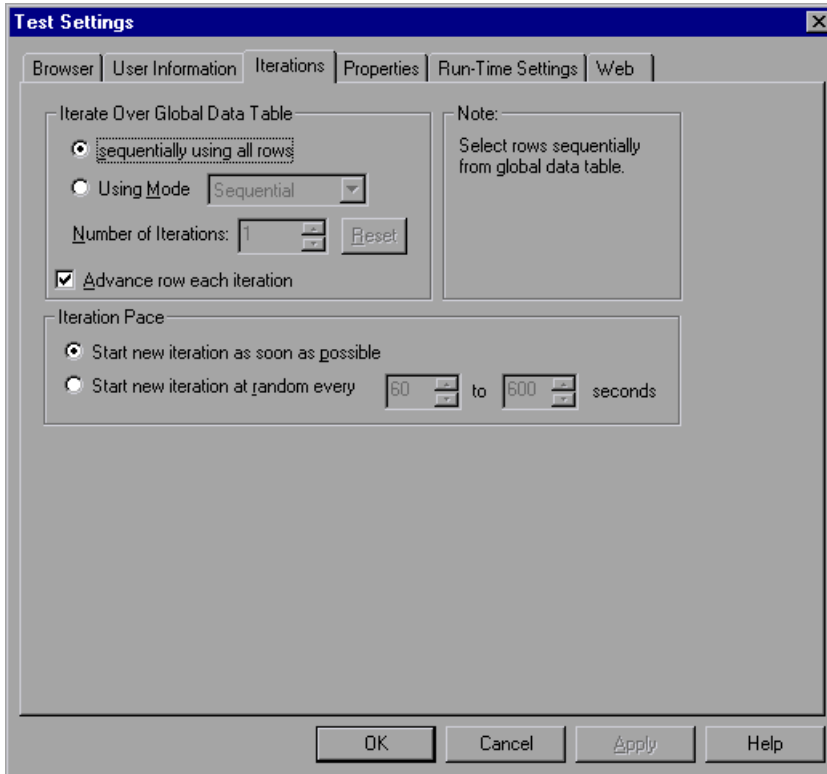 Test Settings
Browser User Information Iterations Properties Run-Time Settings Web
Iterate Over Global Data Table
sequentially using all rows
Using Mode Sequential
Number of Iterations: 1 Reset
Advance row each iteration
Note:
Select rows sequentially
from global data table.
Iteration Pace
Start new iteration as soon as possible
Start new iteration at random every 60 to 600 seconds
OK Cancel Apply Help